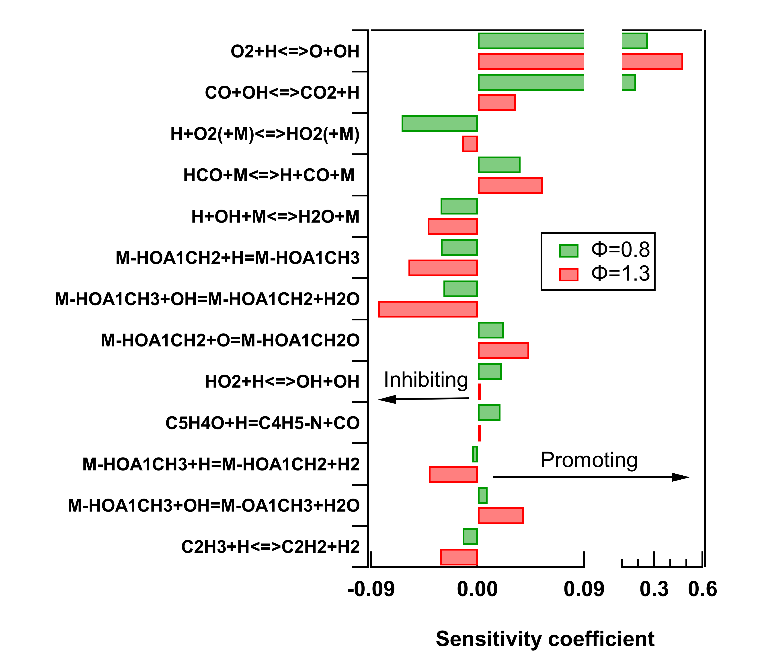 O2+H<=>O+OH
CO+OH<=>CO2+H
H+O2(+M)<=>HO2(+M)
HCO+M<=>H+CO+M
H+OH+M<=>H2O+M
M-HOA1CH2+H=M-HOA1CH3
Φ=0.8
Φ=1.3
M-HOA1CH3+OH=M-HOA1CH2+H2O
M-HOA1CH2+O=M-HOA1CH2O
HO2+H<=>OH+OH
Inhibiting
C5H4O+H=C4H5-N+CO
M-HOA1CH3+H=M-HOA1CH2+H2
Promoting
M-HOA1CH3+OH=M-OA1CH3+H2O
C2H3+H<=>C2H2+H2
-0.09 0.00 0.09 0.3 0.6
Sensitivity coefficient